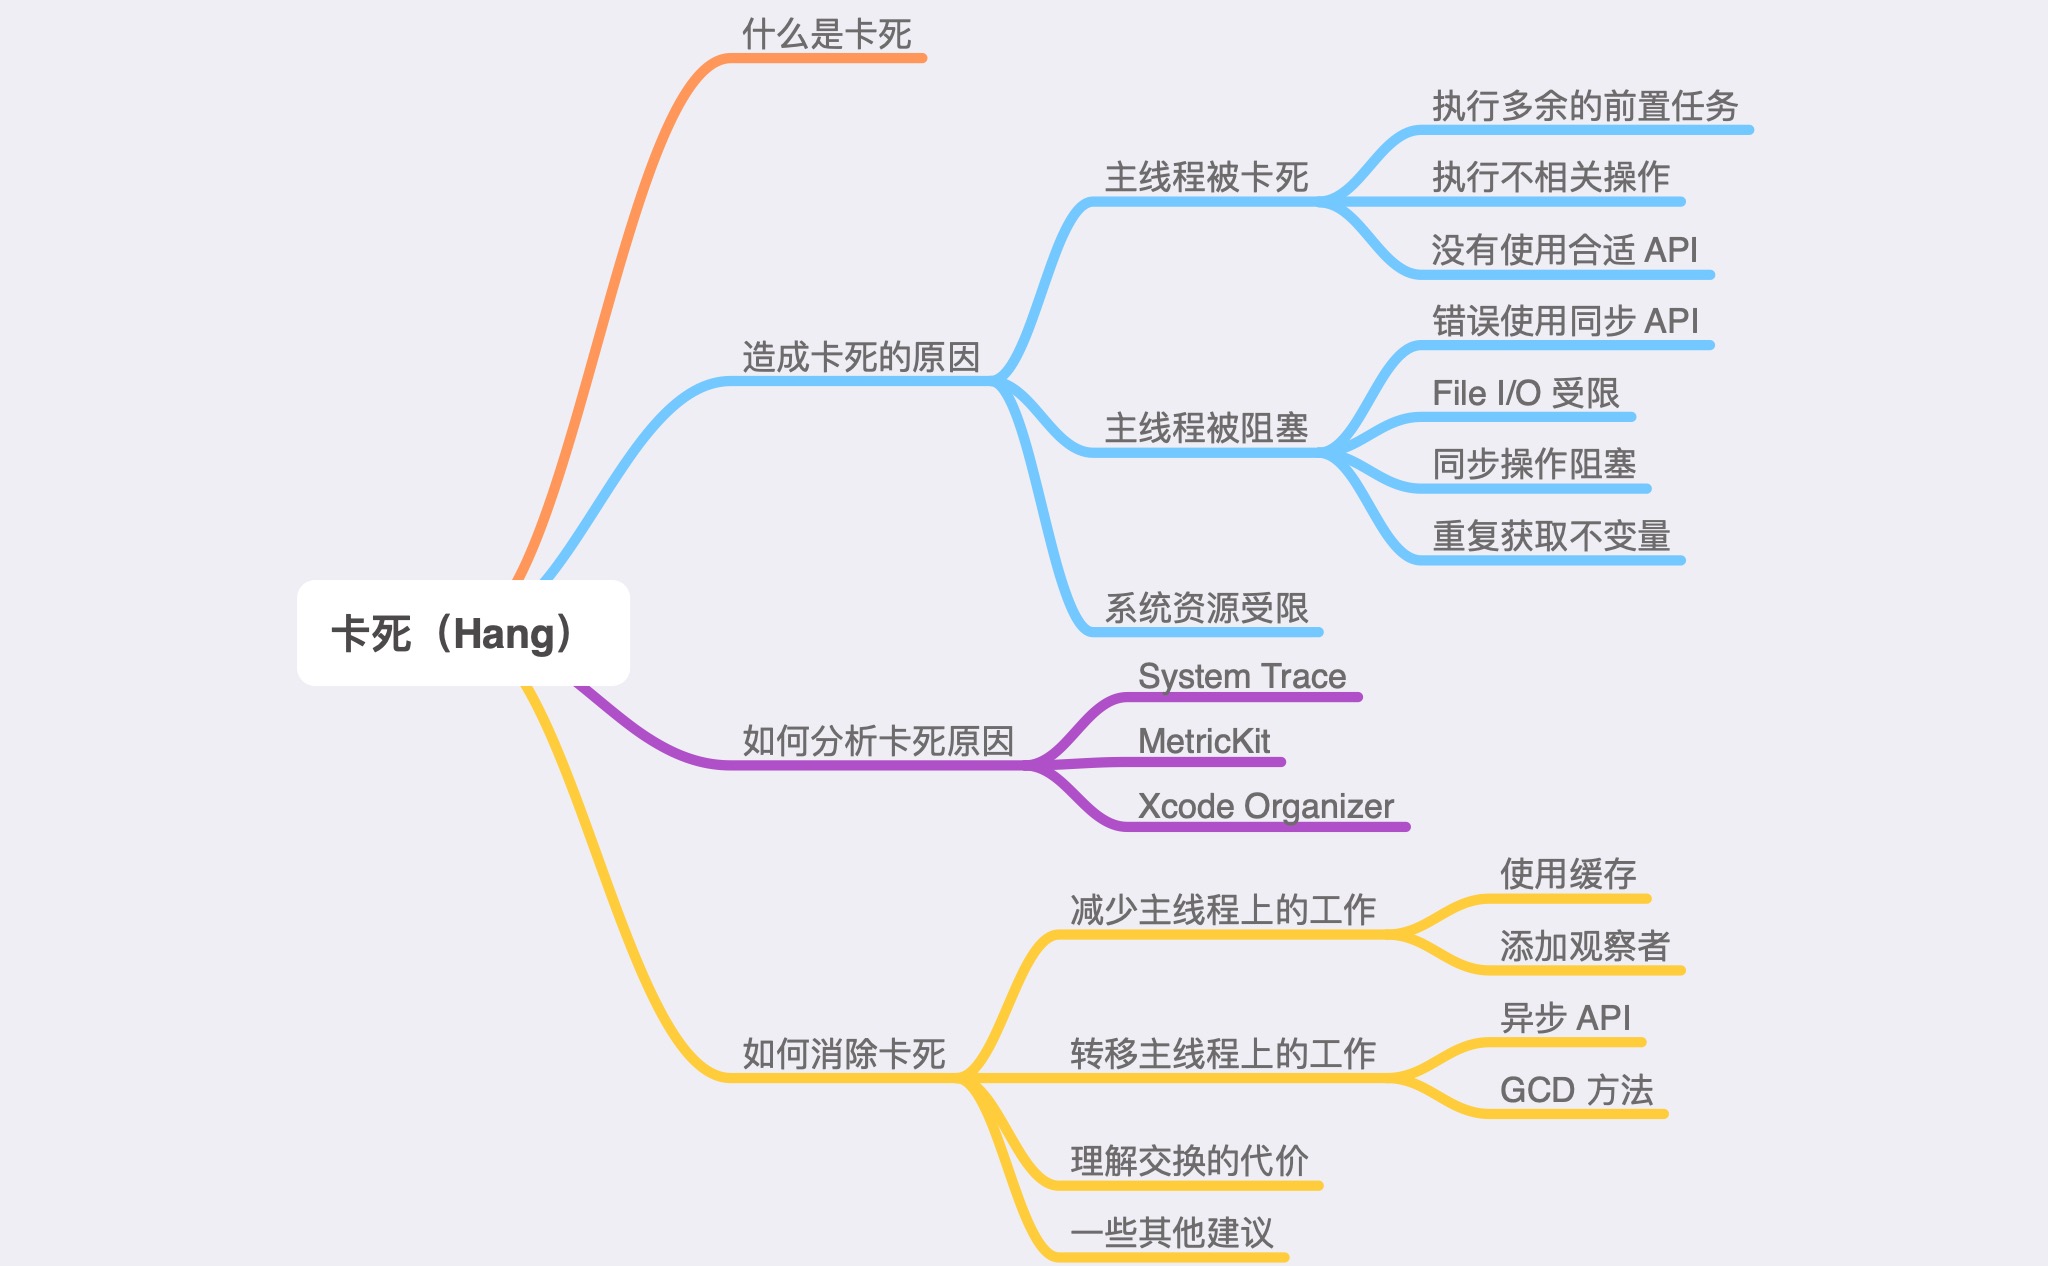 什么是卡死
执行多余的前置任务
主线程被卡死
执行不相关操作
没有使用合适 API
错误使用同步 API
造成卡死的原因
File I/O 受限
主线程被阻塞
同步操作阻塞
重复获取不变量
系统资源受限
卡死（Hang）
System Trace
如何分析卡死原因
MetricKit
Xcode Organizer
使用缓存
减少主线程上的工作
添加观察者
异步 API
如何消除卡死
转移主线程上的工作
GCD 方法
理解交换的代价
一些其他建议